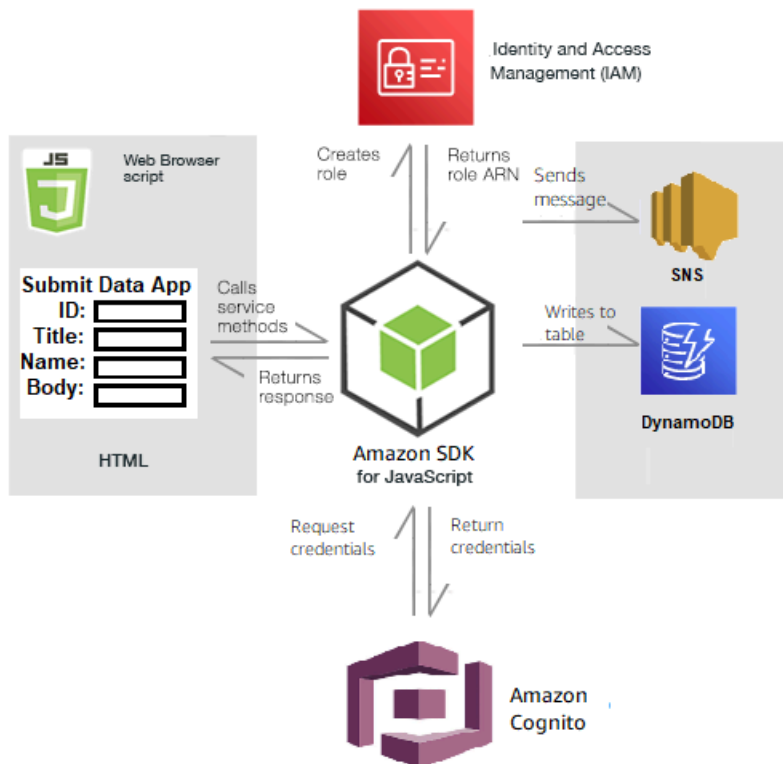 Identity and Access
Management (IAM)
JS
Web Browser
script
Creates
role
Returns
role ARN
Sends
message
SNS
Submit Data App
ID:
Title:
Name:
Body:
Calls
service
methods
Returns
response
Writes to
table
DynamoDB
HTML
Amazon SDK
for JavaScript
Request
credentials
Return
credentials
Amazon
Cognito